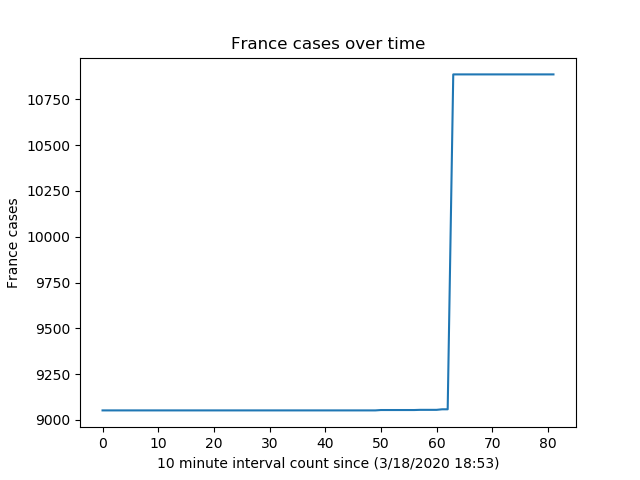 France cases over time
10750
10500
10250
10000
9750
9500
9250
9000
France cases
0 10 20 30 40 50 60 70 80
10 minute interval count since (3/18/2020 18:53)